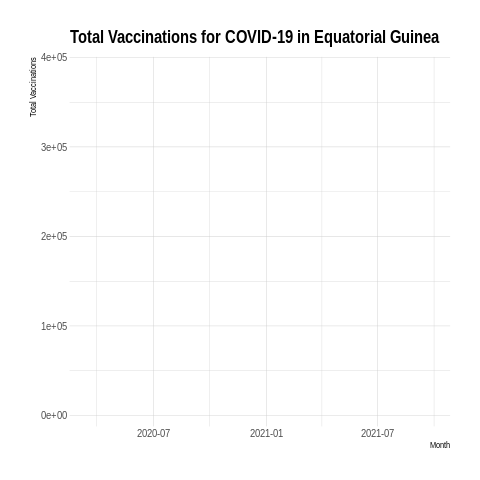 Total Vaccinations for COVID-19 in Equatorial Guinea
Total Vaccinations
4e+05
3e+05
2e+05
1e+05
0e+00
2020-07 2021-01 2021-07
Month